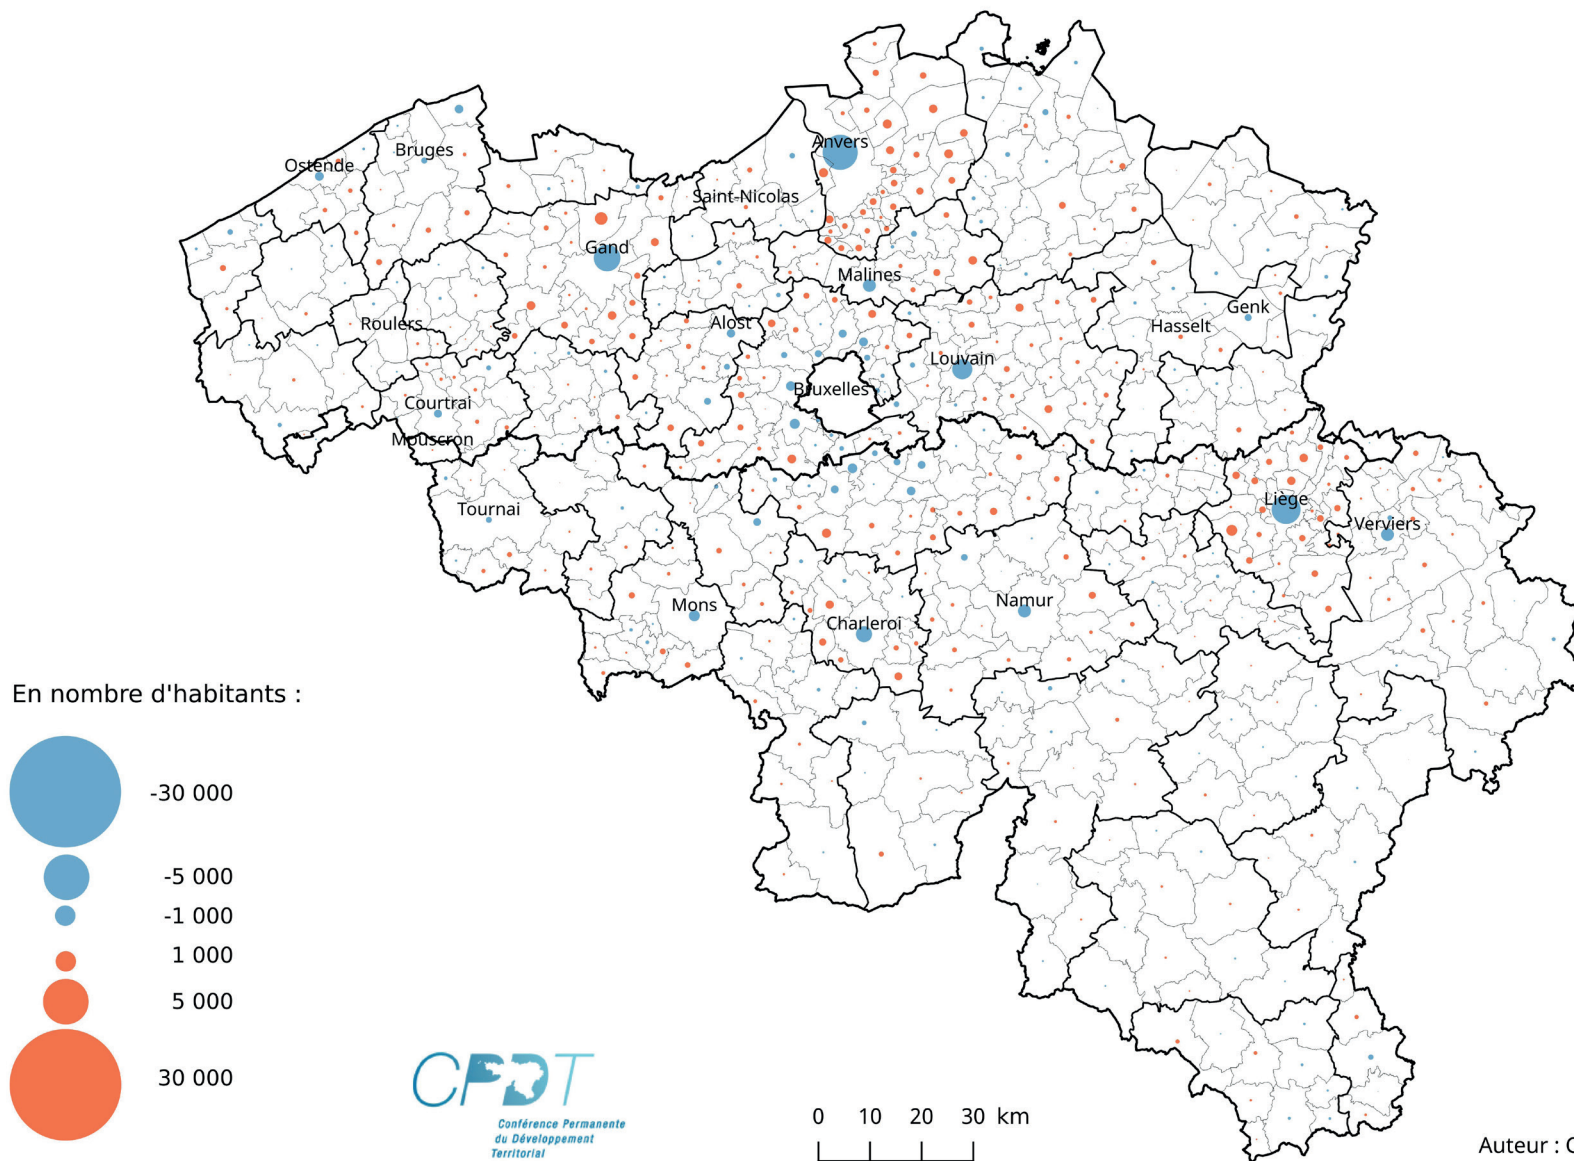 Anvers
Bruges
Ostende
Saint-Nicolas
Gand
Malines
Genk
Roulers
Alost
Hasselt
Louvain
Bruxelles
Courtrai
Mouscron
Liège
Tournai
Verviers
Mons
Namur
Charleroi
En nombre d'habitants :
-30 000
-5 000
-1 000
1 000
5 000
30 000
CPDT
Conférence Permanente
du Développement
Territorial
0 10 20 30 km
Auteur : C